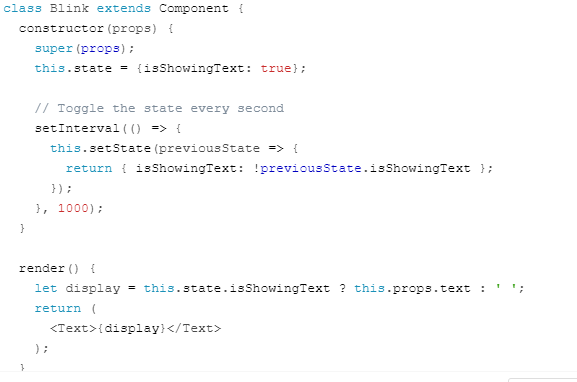 class Blink extends Component {
  constructor(props) {
    super(props);
    this.state = {isShowingText: true};

    // Toggle the state every second
    setInterval(() => {
      this.setState(previousState => {
        return { isShowingText: !previousState.isShowingText };
      });
    }, 1000);
  }

  render() {
    let display = this.state.isShowingText ? this.props.text : ' ';
    return (
      <Text>{display}</Text>
    );
  }